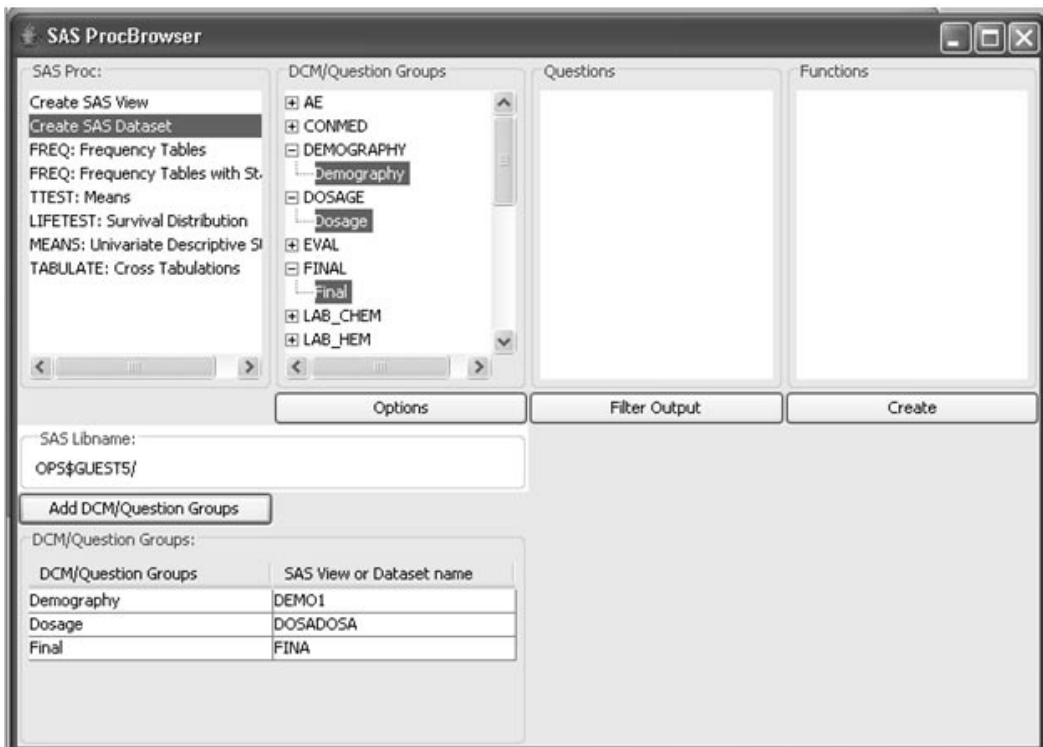 SAS ProcBrowser
SAS Proc:
Create SAS View
Create SAS Dataset
FREQ: Frequency Tables
FREQ: Frequency Tables with St
TTEST: Means
LIFETEST: Survival Distribution
MEANS: Univariate Descriptive
TABULATE: Cross Tabulations
DCM/Question Groups
AE
CONMED
DEMOGRAPHY
Demography
DOSAGE
Dosage
EVAL
FINAL
Final
LAB_CHEM
LAB_HEM
Questions
Functions
Options
Filter Output
Create
SAS Libname:
OPS$GUEST5/
Add DCM/Question Groups
DCM/Question Groups:
DCM/Question Groups SAS View or Dataset name
Demography DEMO1
Dosage DOSADOSA
Final FINA